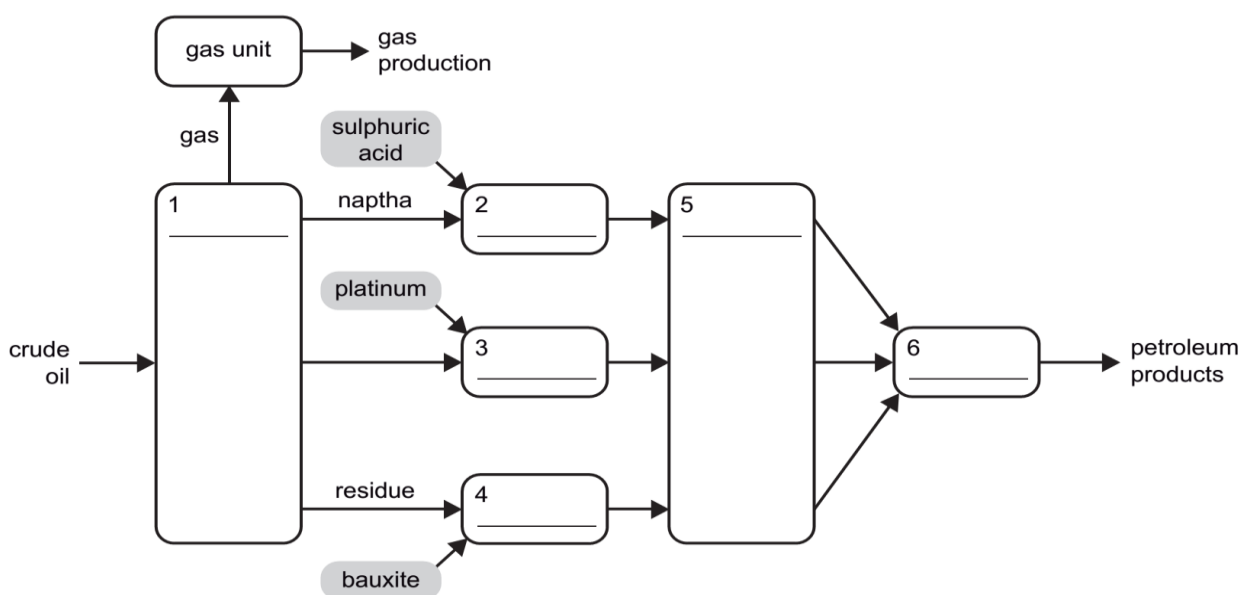 gas unit
gas
production
gas
sulphuric
acid
1
naptha
2
5
platinum
3
6
crude
oil
petroleum
products
residue
4
bauxite